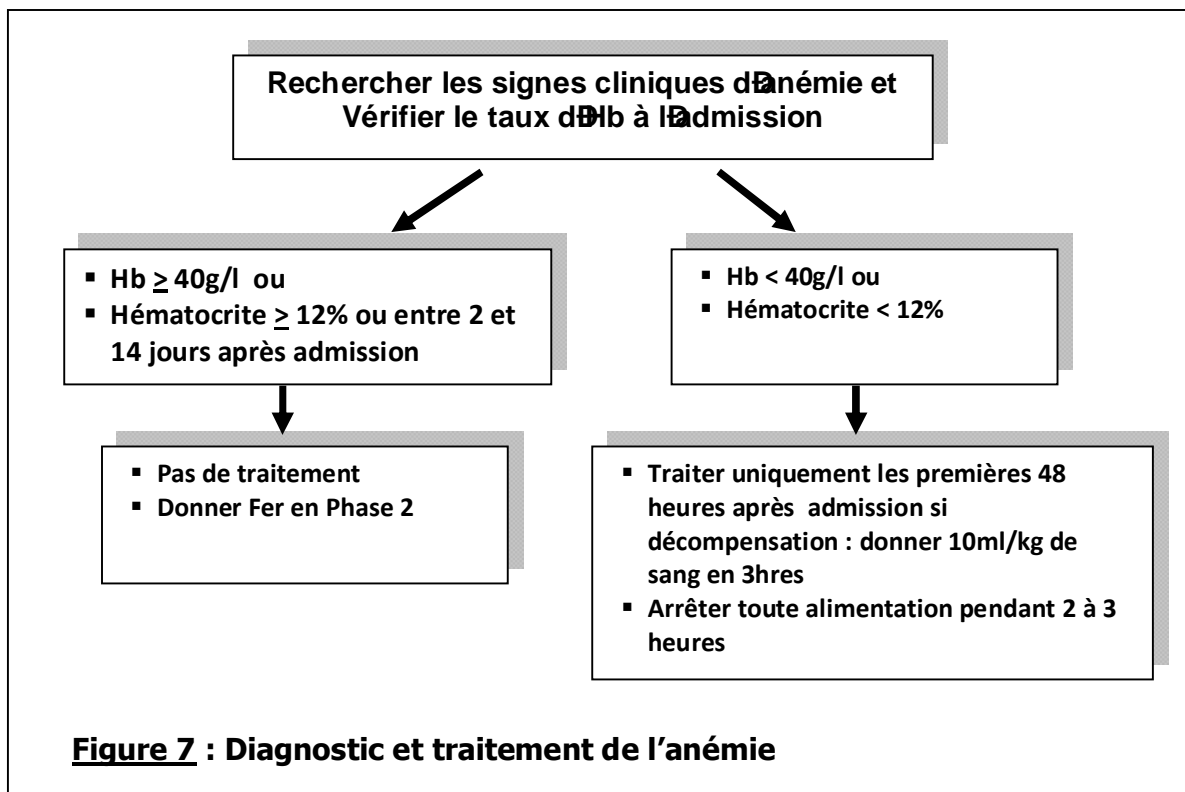 Rechercher les signes cliniques dÐanémie et
Vérifier le taux dÐHb à lÐadmission
▪ Hb ≥ 40g/l ou
▪ Hématocrite ≥ 12% ou entre 2 et
14 jours après admission
▪ Hb < 40g/l ou
▪ Hématocrite < 12%
▪ Pas de traitement
▪ Donner Fer en Phase 2
▪ Traiter uniquement les premières 48
heures après admission si
décompensation : donner 10ml/kg de
sang en 3hres
▪ Arrêter toute alimentation pendant 2 à 3
heures
Figure 7 : Diagnostic et traitement de l’anémie